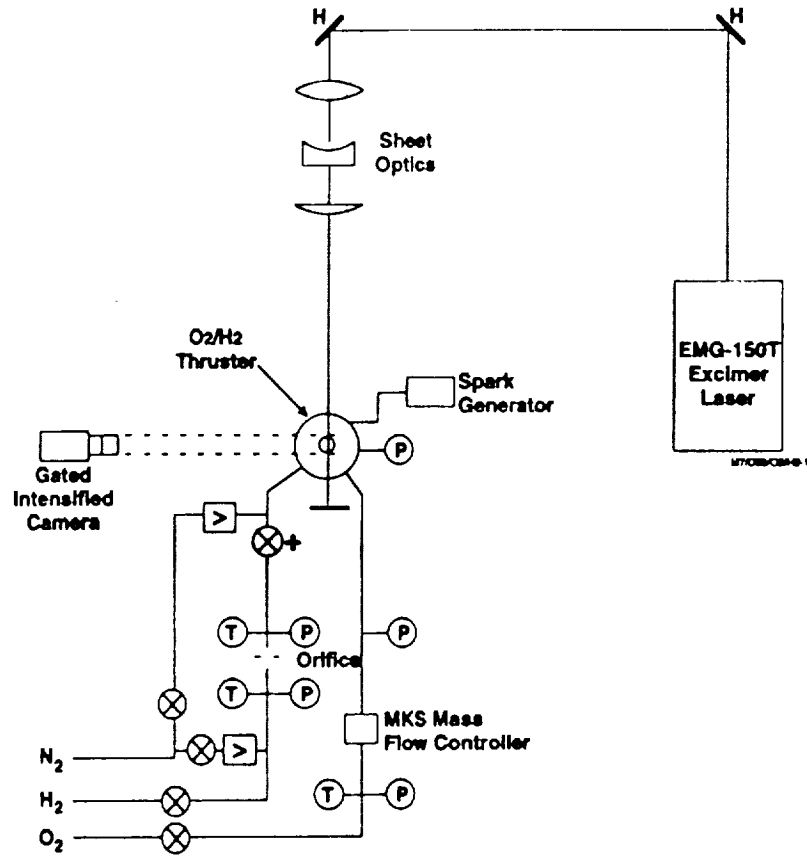 H
H
Sheet
Optics
O2/H2
Thruster
EMG-150T
Excimer
Laser
Spark
Generator
P
Gated
Intensified
Camera
>
+
T
P
P
Orifice
T
P
MKS Mass
Flow Controller
N2
>
T
P
H2
O2